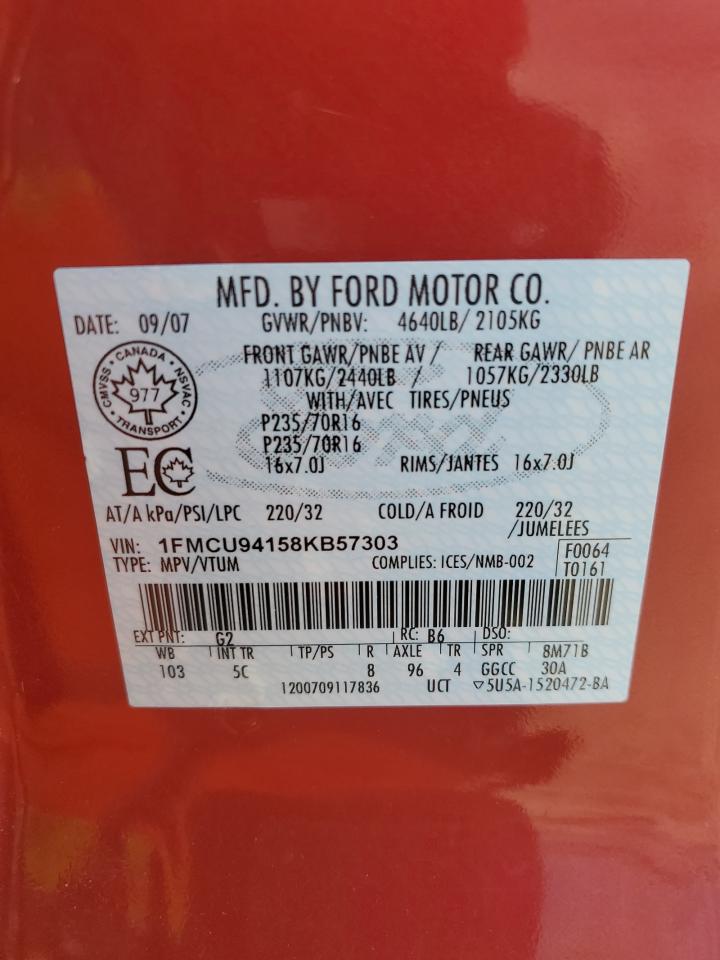 MFD. BY FORD MOTOR CO.
DATE: 09/07 GVWR/PNBV: 4640LB/ 2105KG
FRONT GAWR/PNBE AV / REAR GAWR/ PNBE AR
1107KG/2440LB / 1057KG/2330LB
WITH/AVEC TIRES/PNEUS
CANADA
CMVSS NSVAC
977
TRANSPORT
P235/70R16
P235/70R16
16x7.0J RIMS/JANTES 16x7.0J
EC
AT/A kPa/PSI/LPC 220/32 COLD/A FROID 220/32
/JUMELEES
VIN: 1FMCU94158KB57303
TYPE: MPV/VTUM COMPLIES: ICES/NMB-002
F0064
T0161
EXT PNT: G2 RC: B6 DSO:
WB INT TR TP/PS R AXLE TR SPR 8M71B
103 5C 8 96 4 GGCC 30A
1200709117836 UCT ▽5U5A-1520472-BA